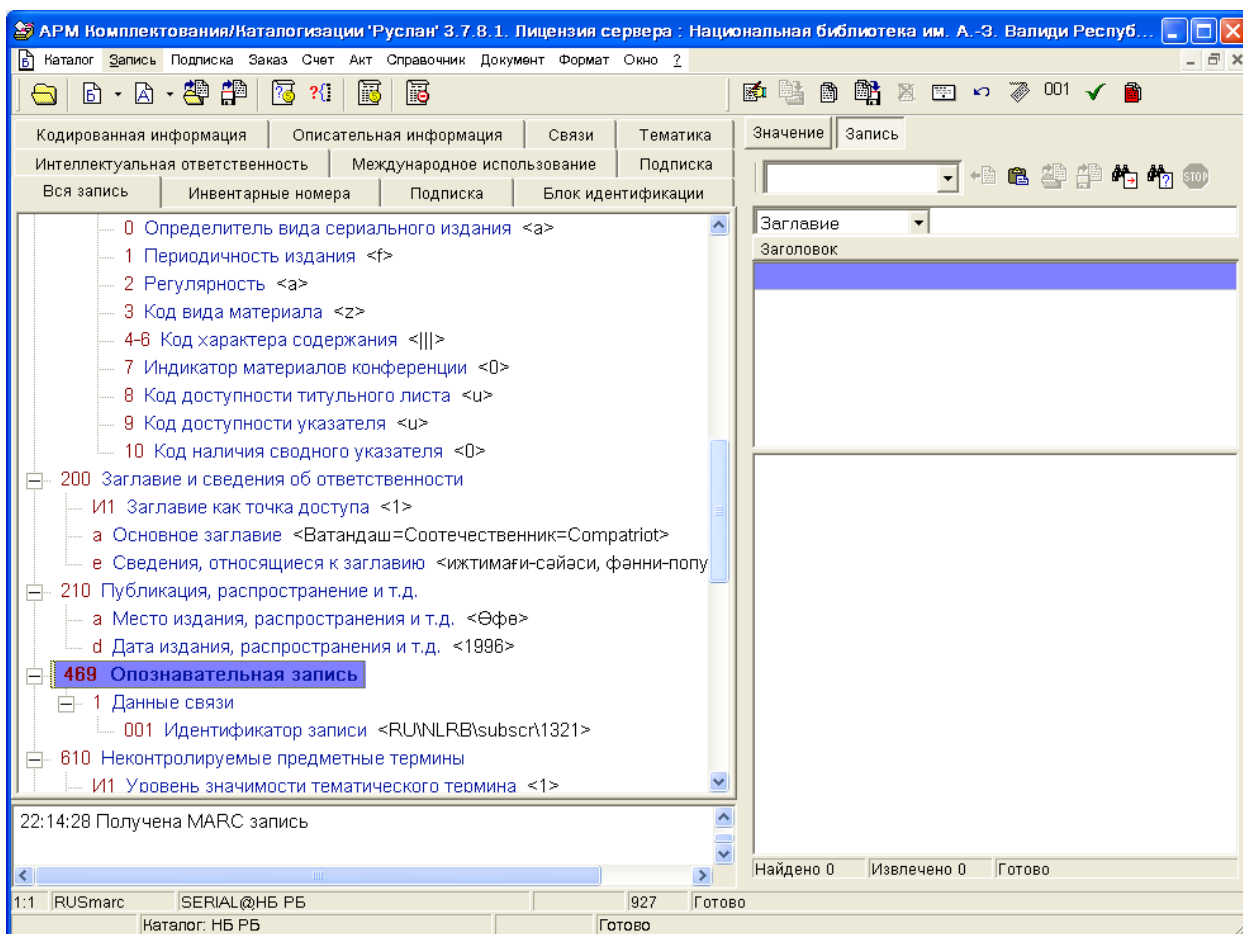 АРМ Комплектования/Каталогизации 'Руслан' 3.7.8.1. Лицензия сервера : Национальная библиотека им. А.-З. Валиди Респуб...
Каталог Запись Подписка Заказ Счет Акт Справочник Документ Формат Окно ?
001
Кодированная информация Описательная информация Связи Тематика
Интеллектуальная ответственность Международное использование Подписка
Вся запись Инвентарные номера Подписка Блок идентификации
0 Определитель вида сериального издания <a>
1 Периодичность издания <f>
2 Регулярность <a>
3 Код вида материала <z>
4-6 Код характера содержания <|||>
7 Индикатор материалов конференции <0>
8 Код доступности титульного листа <u>
9 Код доступности указателя <u>
10 Код наличия сводного указателя <0>
200 Заглавие и сведения об ответственности
И1 Заглавие как точка доступа <1>
a Основное заглавие <Ватандаш=Соотечественник=Compatriot>
e Сведения, относящиеся к заглавию <ижтимағи-сәйәси, фәнни-попу
210 Публикация, распространение и т.д.
a Место издания, распространения и т.д. <Өфө>
d Дата издания, распространения и т.д. <1996>
469 Опознавательная запись
1 Данные связи
001 Идентификатор записи <RU\NLRB\subscr\1321>
610 Неконтролируемые предметные термины
И1 Уровень значимости тематического термина <1>
22:14:28 Получена MARC запись
Значение Запись
STOP
Заглавие
Заголовок
Найдено 0 Извлечено 0 Готово
1:1 RUSmarc SERIAL@НБ РБ 927 Готово
Каталог: НБ РБ Готово